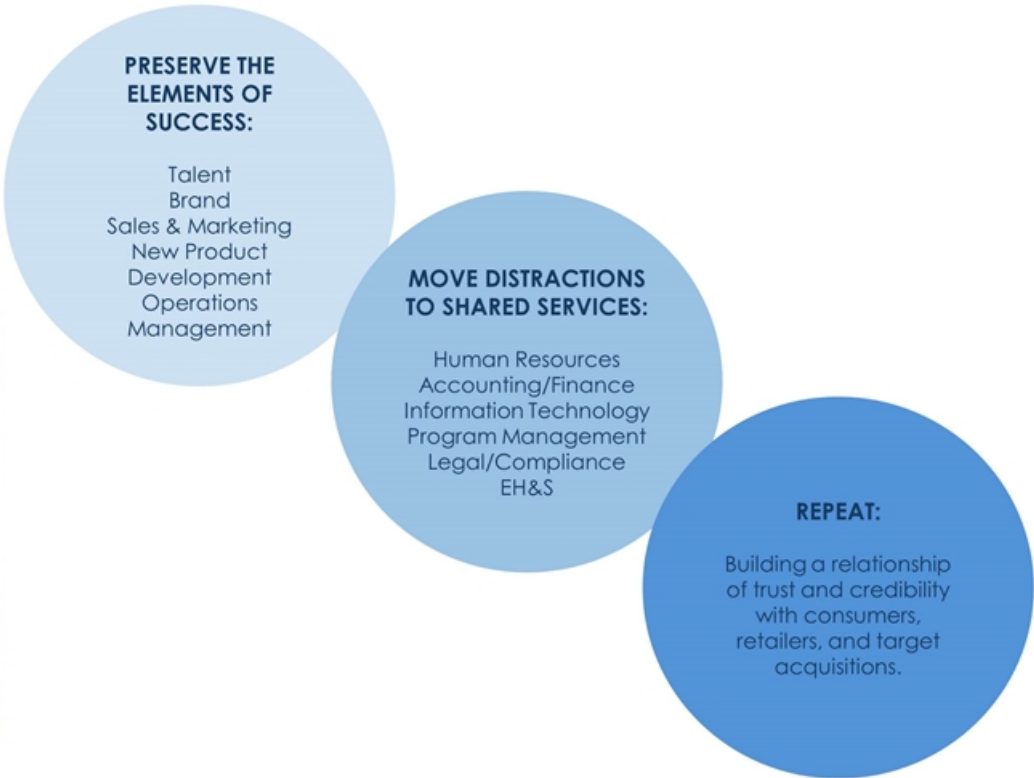 PRESERVE THE
ELEMENTS OF
SUCCESS:
Talent
Brand
Sales & Marketing
New Product
Development
Operations
Management
MOVE DISTRACTIONS
TO SHARED SERVICES:
Human Resources
Accounting/Finance
Information Technology
Program Management
Legal/Compliance
EH&S
REPEAT:
Building a relationship
of trust and credibility
with consumers,
retailers, and target
acquisitions.